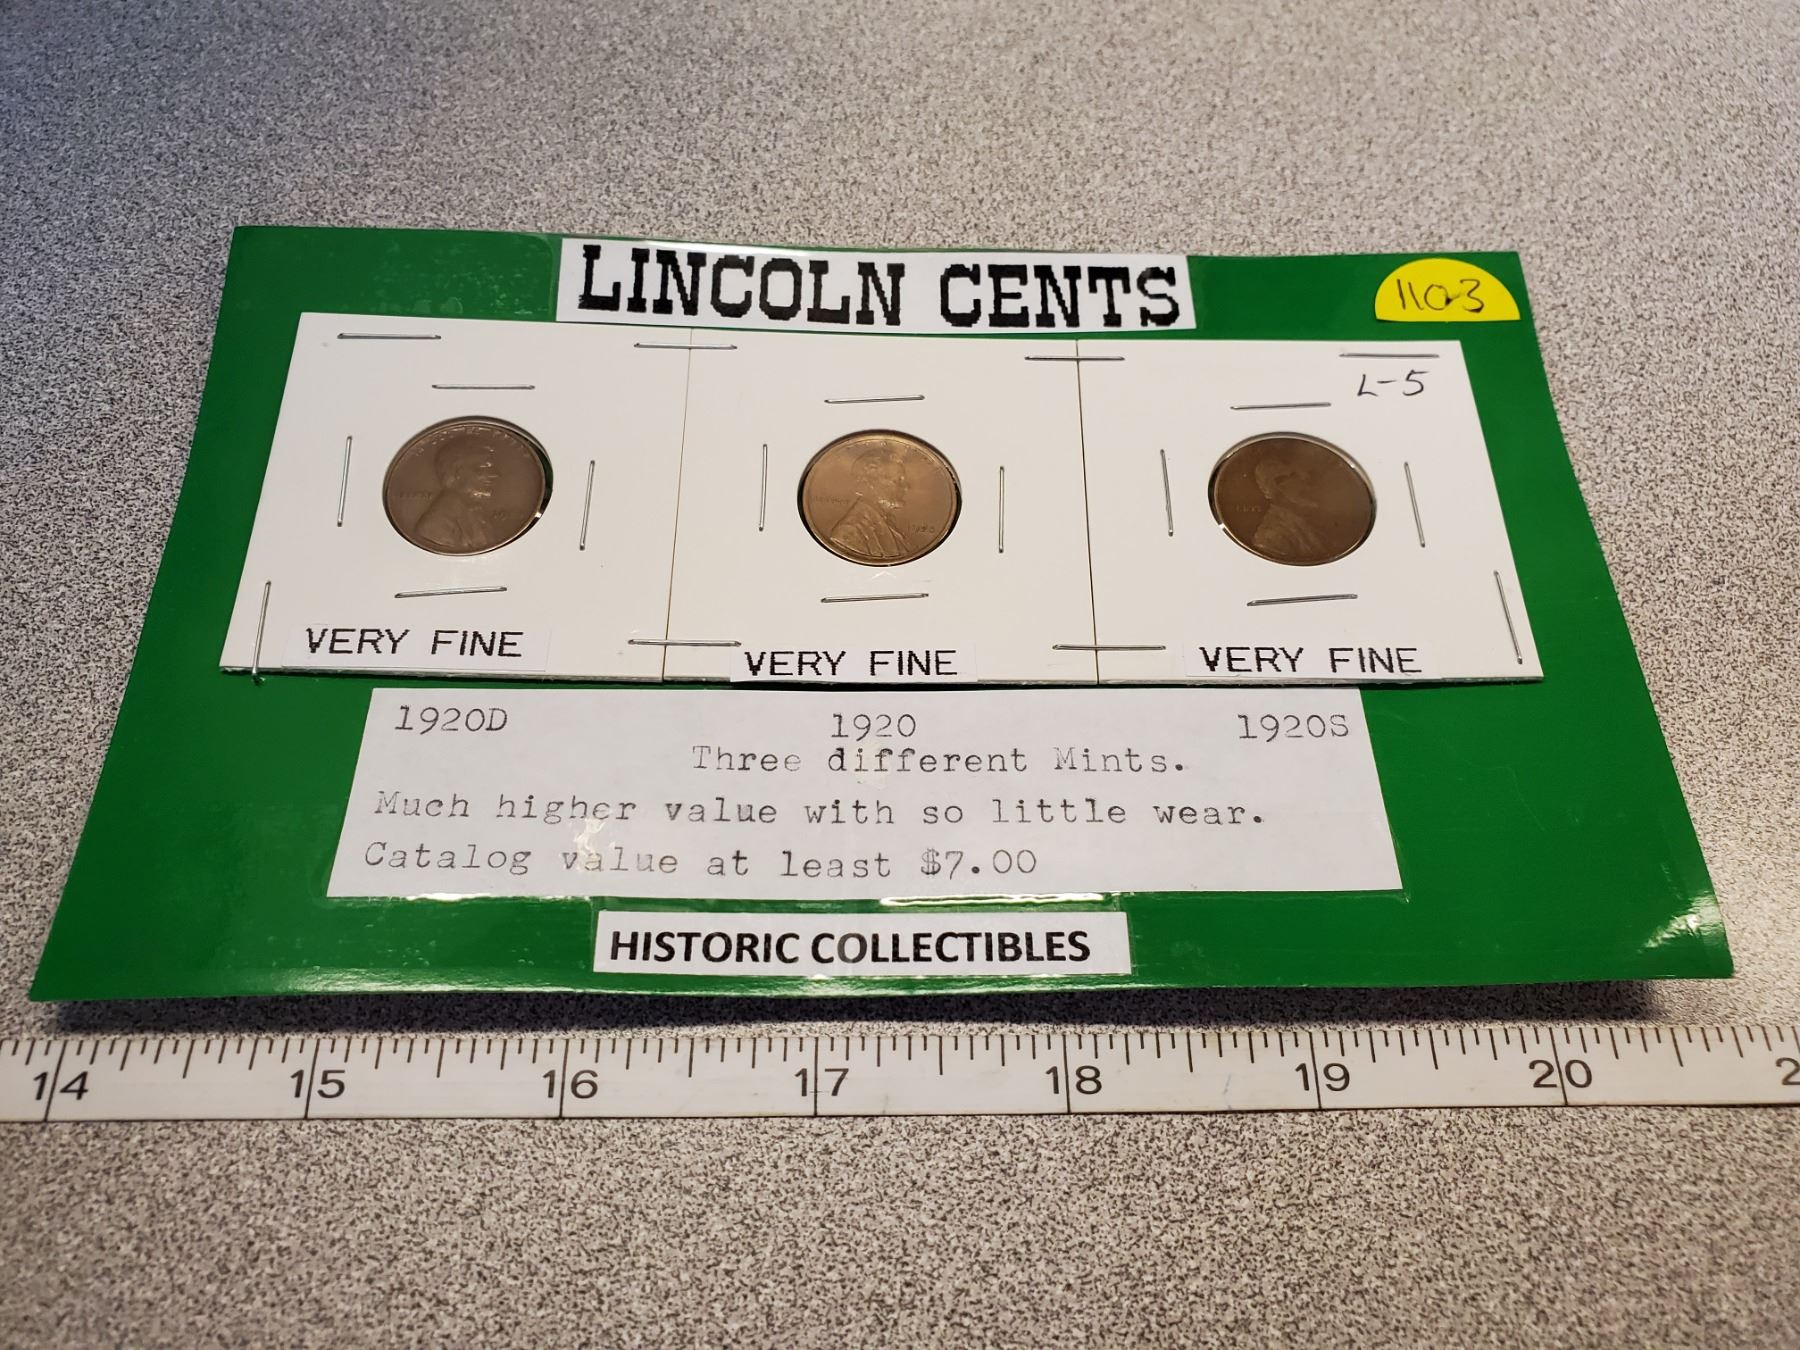 LINCOLN CENTS
1103
L-5
VERY FINE VERY FINE VERY FINE
1920D 1920 1920S
Three different Mints.
Much higher value with so little wear.
Catalog value at least $7.00
HISTORIC COLLECTIBLES
14 15 16 17 18 19 20